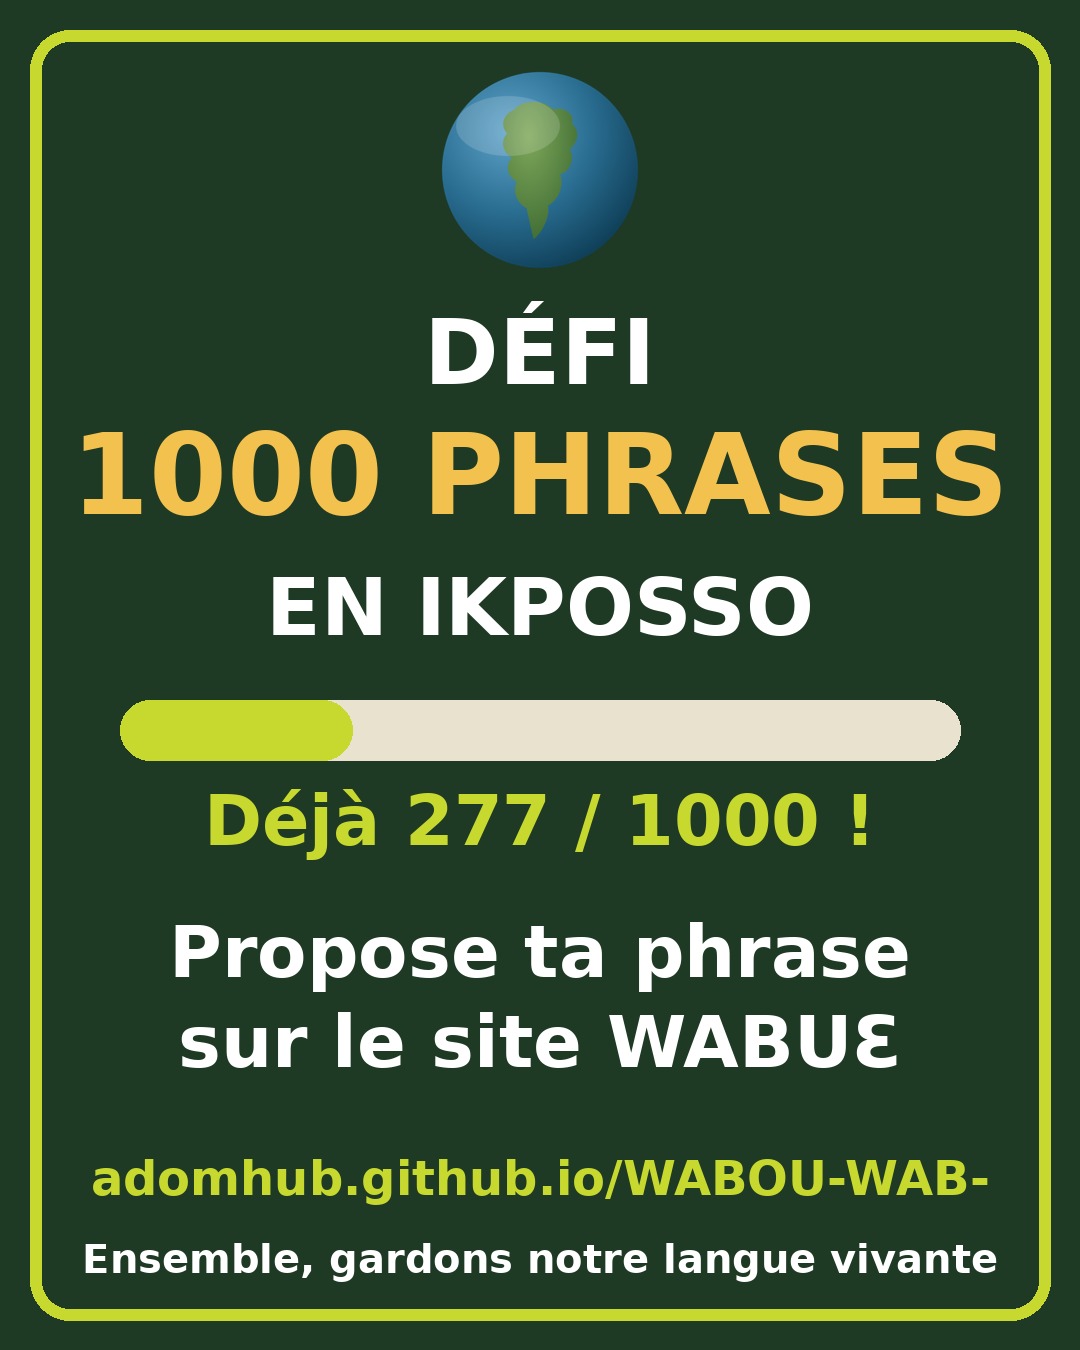 DÉFI
1000 PHRASES
EN IKPOSSO
Déjà 277 / 1000 !
Propose ta phrase
sur le site WABUƐ
adomhub.github.io/WABOU-WAB-
Ensemble, gardons notre langue vivante